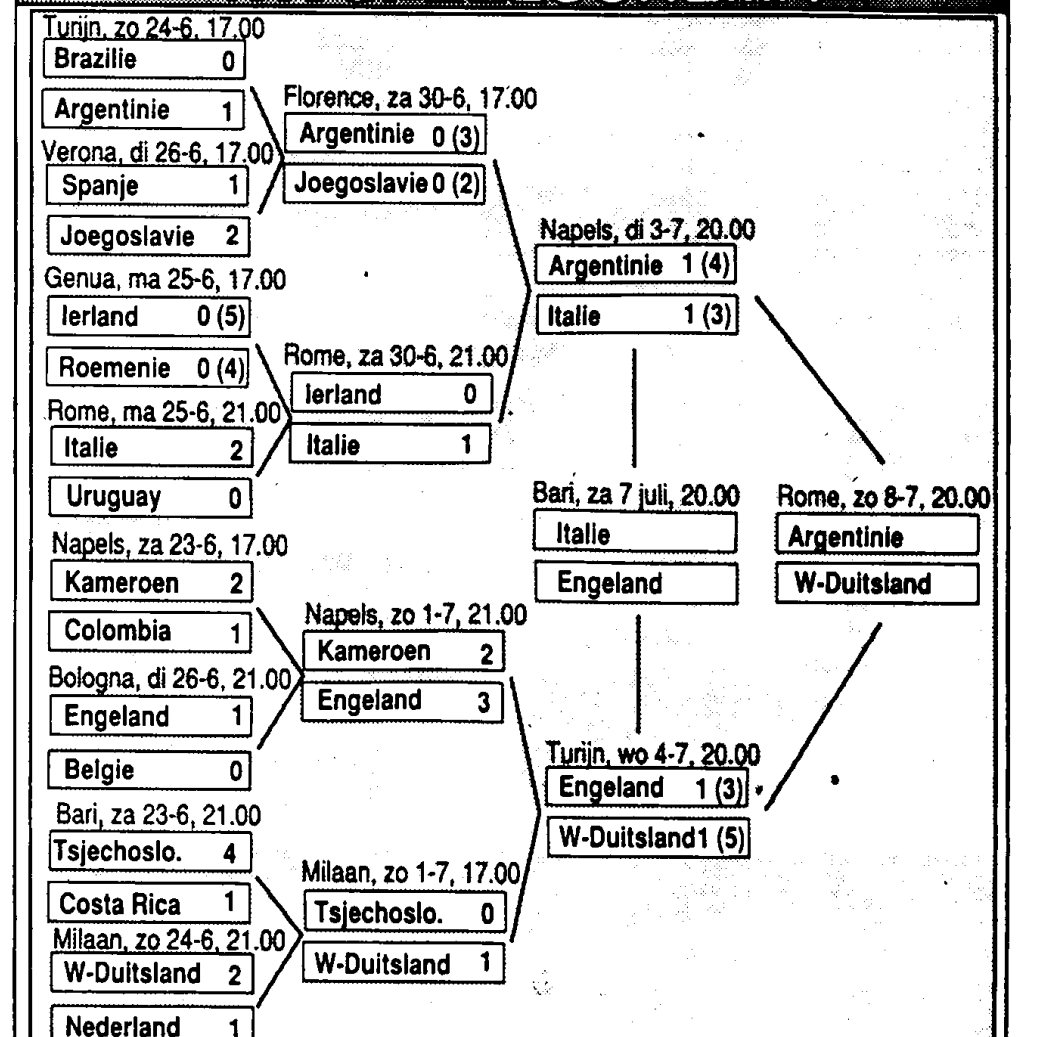 Turijn, zo 24-6, 17.00
Brazilie 0
Argentinie 1
Verona, di 26-6, 17.00
Spanje 1
Joegoslavie 2
Genua, ma 25-6, 17.00
Ierland 0 (5)
Roemenie 0 (4)
Rome, ma 25-6, 21.00
Italie 2
Uruguay 0
Napels, za 23-6, 17.00
Kameroen 2
Colombia 1
Bologna, di 26-6, 21.00
Engeland 1
Belgie 0
Bari, za 23-6, 21.00
Tsjechoslo. 4
Costa Rica 1
Milaan, zo 24-6, 21.00
W-Duitsland 2
Nederland 1
Florence, za 30-6, 17.00
Argentinie 0 (3)
Joegoslavie 0 (2)
Rome, za 30-6, 21.00
Ierland 0
Italie 1
Napels, zo 1-7, 21.00
Kameroen 2
Engeland 3
Milaan, zo 1-7, 17.00
Tsjechoslo. 0
W-Duitsland 1
Napels, di 3-7, 20.00
Argentinie 1 (4)
Italie 1 (3)
Bari, za 7 juli, 20.00
Italie
Engeland
Turijn, wo 4-7, 20.00
Engeland 1 (3)
W-Duitsland 1 (5)
Rome, zo 8-7, 20.00
Argentinie
W-Duitsland